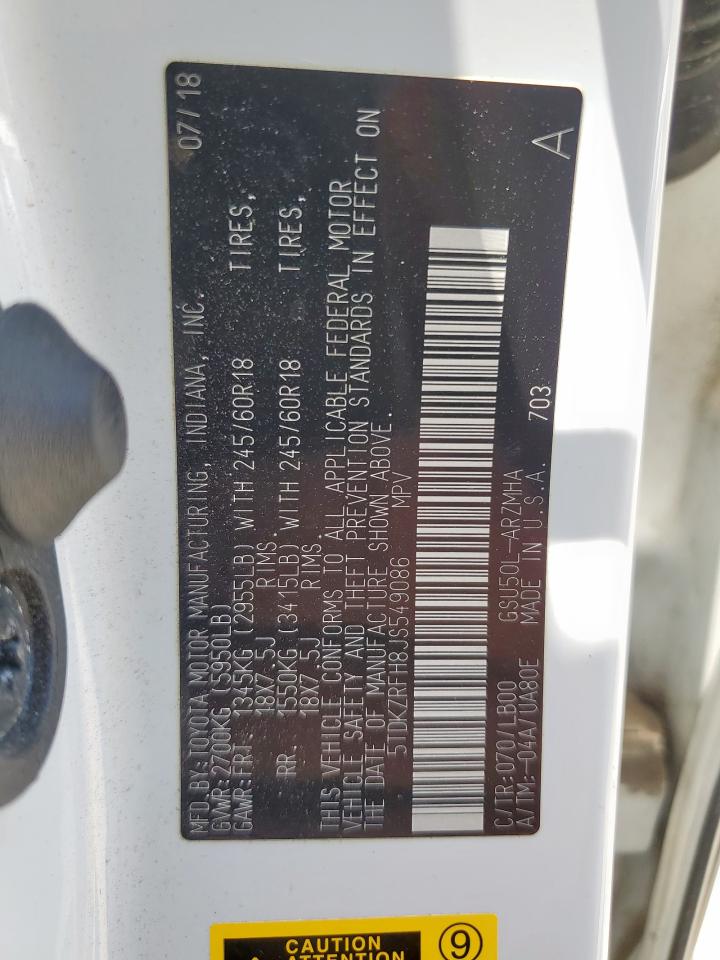 MFD.BY:TOYOTA MOTOR MANUFACTURING, INDIANA, INC. 07/18
GVWR:2700KG (5950LB)
GAWR:FRT. 1345KG (2955LB) WITH 245/60R18 TIRES,
18X7.5J RIMS.
RR. 1550KG (3415LB) WITH 245/60R18 TIRES,
18X7.5J RIMS.
THIS VEHICLE CONFORMS TO ALL APPLICABLE FEDERAL MOTOR
VEHICLE SAFETY AND THEFT PREVENTION STANDARDS IN EFFECT ON
THE DATE OF MANUFACTURE SHOWN ABOVE.
5TDKZRFH8JS549086 MPV
A
C/TR:070/LB00 GSU50L-ARZMHA
A/TM:-04A/UA80E MADE IN U.S.A. 703
CAUTION
ATTENTION
9